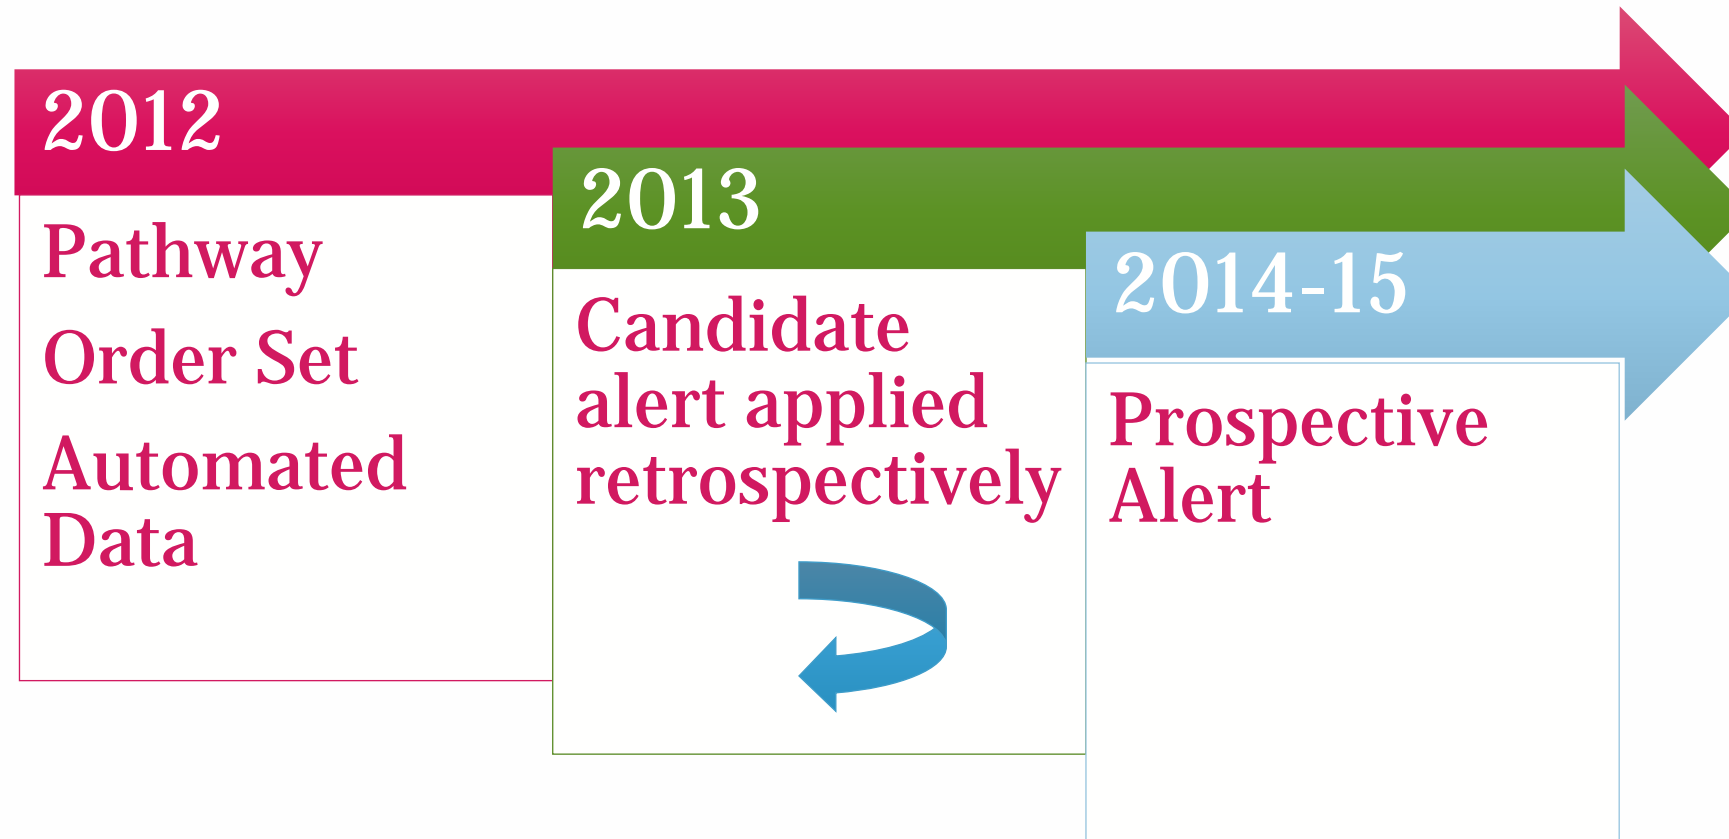 2012
Pathway
Order Set
Automated
Data
2013
Candidate
alert applied
retrospectively
2014-15
Prospective
Alert